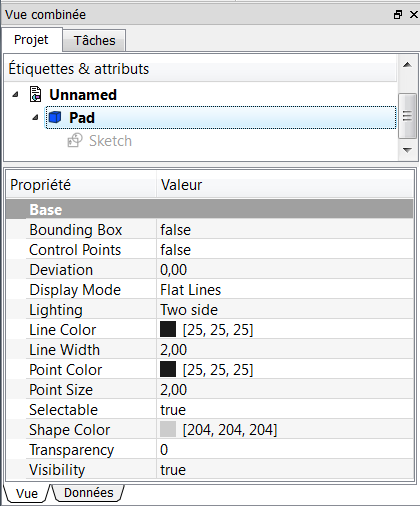 Vue combinée
Projet Tâches
Étiquettes & attributs
Unnamed
Pad
Sketch
Propriété Valeur
Base
Bounding Box false
Control Points false
Deviation 0,00
Display Mode Flat Lines
Lighting Two side
Line Color [25, 25, 25]
Line Width 2,00
Point Color [25, 25, 25]
Point Size 2,00
Selectable true
Shape Color [204, 204, 204]
Transparency 0
Visibility true
Vue Données